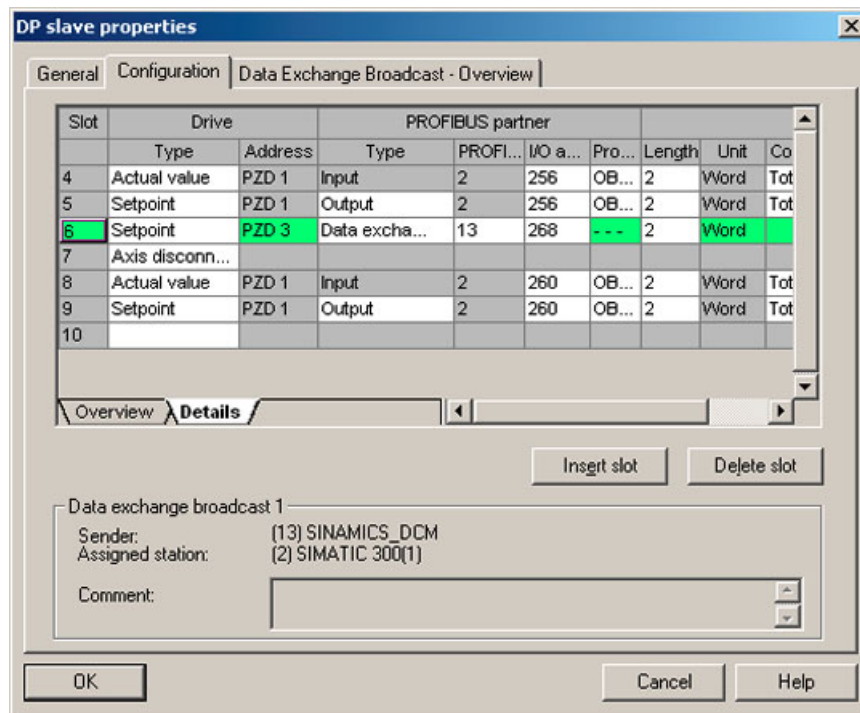 DP slave properties
General Configuration Data Exchange Broadcast - Overview
Slot Drive PROFIBUS partner
Type Address Type PROFI... I/O a... Pro... Length Unit Co
4 Actual value PZD 1 Input 2 256 OB... 2 Word Tot
5 Setpoint PZD 1 Output 2 256 OB... 2 Word Tot
6 Setpoint PZD 3 Data excha... 13 268 - - - 2 Word
7 Axis disconn...
8 Actual value PZD 1 Input 2 260 OB... 2 Word Tot
9 Setpoint PZD 1 Output 2 260 OB... 2 Word Tot
10
Overview Details
Insert slot Delete slot
Data exchange broadcast 1
Sender: (13) SINAMICS_DCM
Assigned station: (2) SIMATIC 300(1)
Comment:
OK Cancel Help